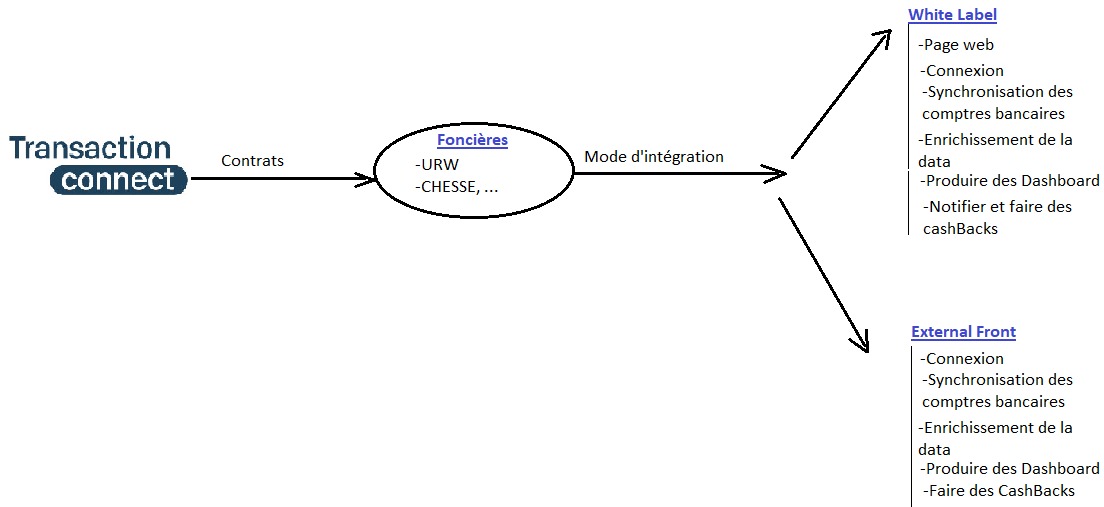 Transaction
connect
Contrats
Foncières
-URW
-CHESSE, ...
Mode d'intégration
White Label
-Page web
-Connexion
-Synchronisation des
comptres bancaires
-Enrichissement de la
data
-Produire des Dashboard
-Notifier et faire des
cashBacks
External Front
-Connexion
-Synchronisation des
comptres bancaires
-Enrichissement de la
data
-Produire des Dashboard
-Faire des CashBacks